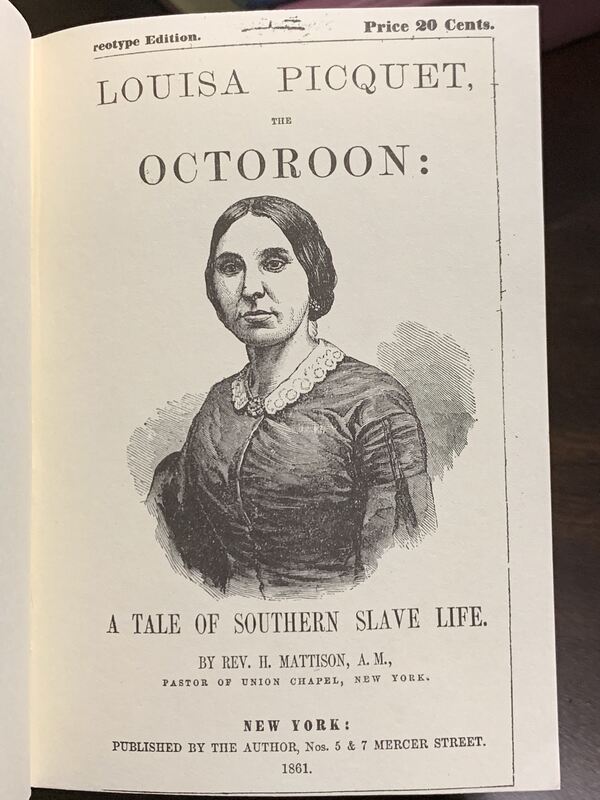 reotype Edition. Price 20 Cents.
LOUISA PICQUET,
THE
OCTOROON:
A TALE OF SOUTHERN SLAVE LIFE.
BY REV. H. MATTISON, A. M.,
PASTOR OF UNION CHAPEL, NEW YORK.
NEW YORK:
PUBLISHED BY THE AUTHOR, Nos. 5 & 7 MERCER STREET.
1861.